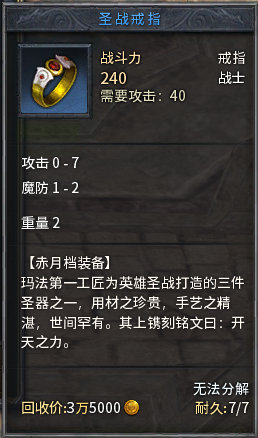 圣战戒指
战斗力 戒指
240 战士
需要攻击：40
攻击 0 - 7
魔防 1 - 2
重量 2
【赤月档装备】
玛法第一工匠为英雄圣战打造的三件
圣器之一，用材之珍贵，手艺之精
湛，世间罕有。其上镌刻铭文曰：开
天之力。
无法分解
回收价:3万5000 耐久:7/7